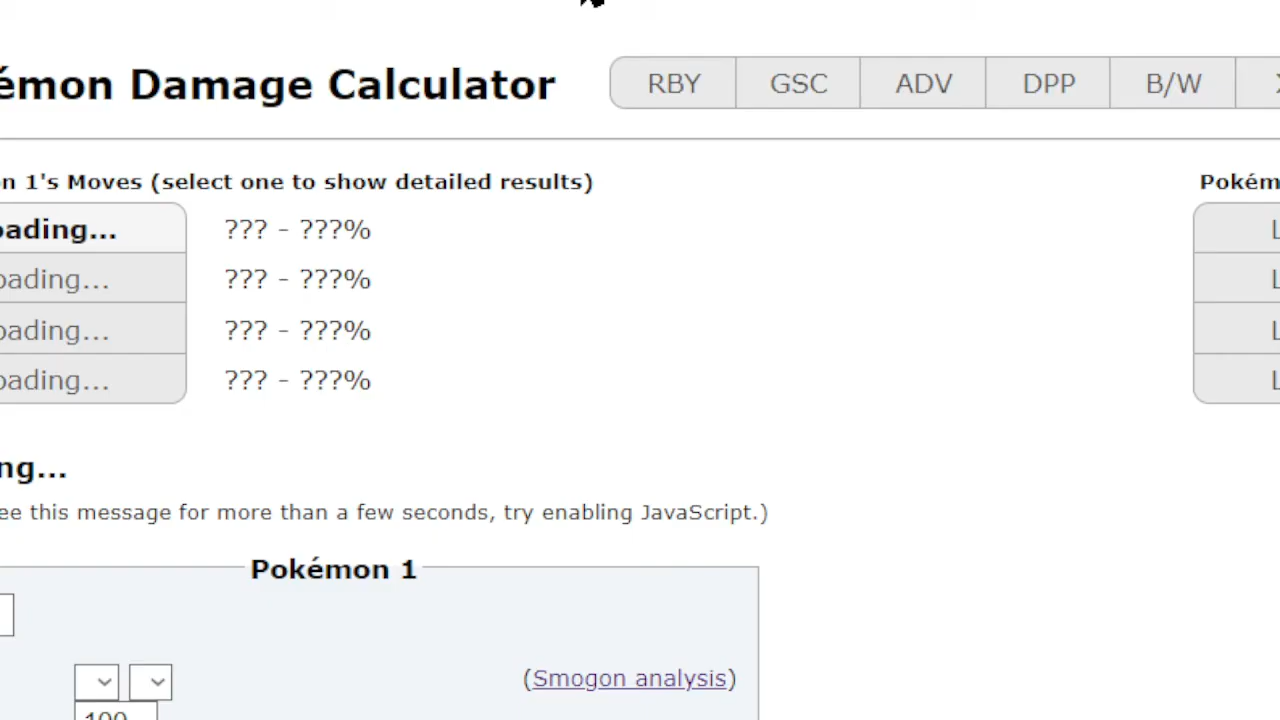 émon Damage Calculator RBY GSC ADV DPP B/W
n 1's Moves (select one to show detailed results) Pokém
oading... ??? - ???% L
oading... ??? - ???% L
oading... ??? - ???% L
oading... ??? - ???% L
ng...
ee this message for more than a few seconds, try enabling JavaScript.)
Pokémon 1
(Smogon analysis)
100